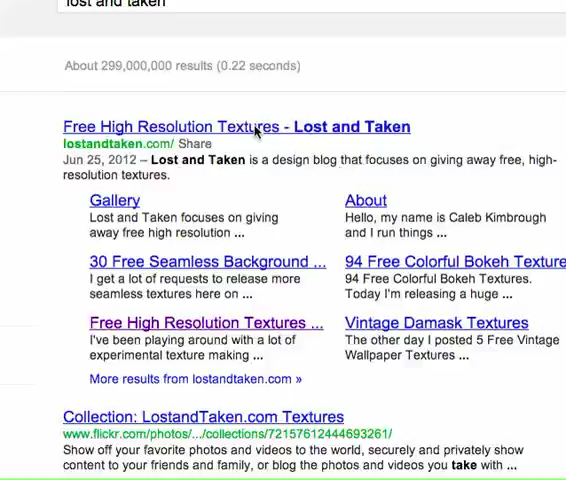 lost and taken
About 299,000,000 results (0.22 seconds)
Free High Resolution Textures - Lost and Taken
lostandtaken.com/ Share
Jun 25, 2012 – Lost and Taken is a design blog that focuses on giving away free, high-
resolution textures.
Gallery
Lost and Taken focuses on giving
away free high resolution ...
About
Hello, my name is Caleb Kimbrough
and I run things ...
30 Free Seamless Background ...
I get a lot of requests to release more
seamless textures here on ...
94 Free Colorful Bokeh Texture
94 Free Colorful Bokeh Textures.
Today I'm releasing a huge ...
Free High Resolution Textures ...
I've been playing around with a lot of
experimental texture making ...
Vintage Damask Textures
The other day I posted 5 Free Vintage
Wallpaper Textures ...
More results from lostandtaken.com »
Collection: LostandTaken.com Textures
www.flickr.com/photos/.../collections/72157612444693261/
Show off your favorite photos and videos to the world, securely and privately show
content to your friends and family, or blog the photos and videos you take with ...